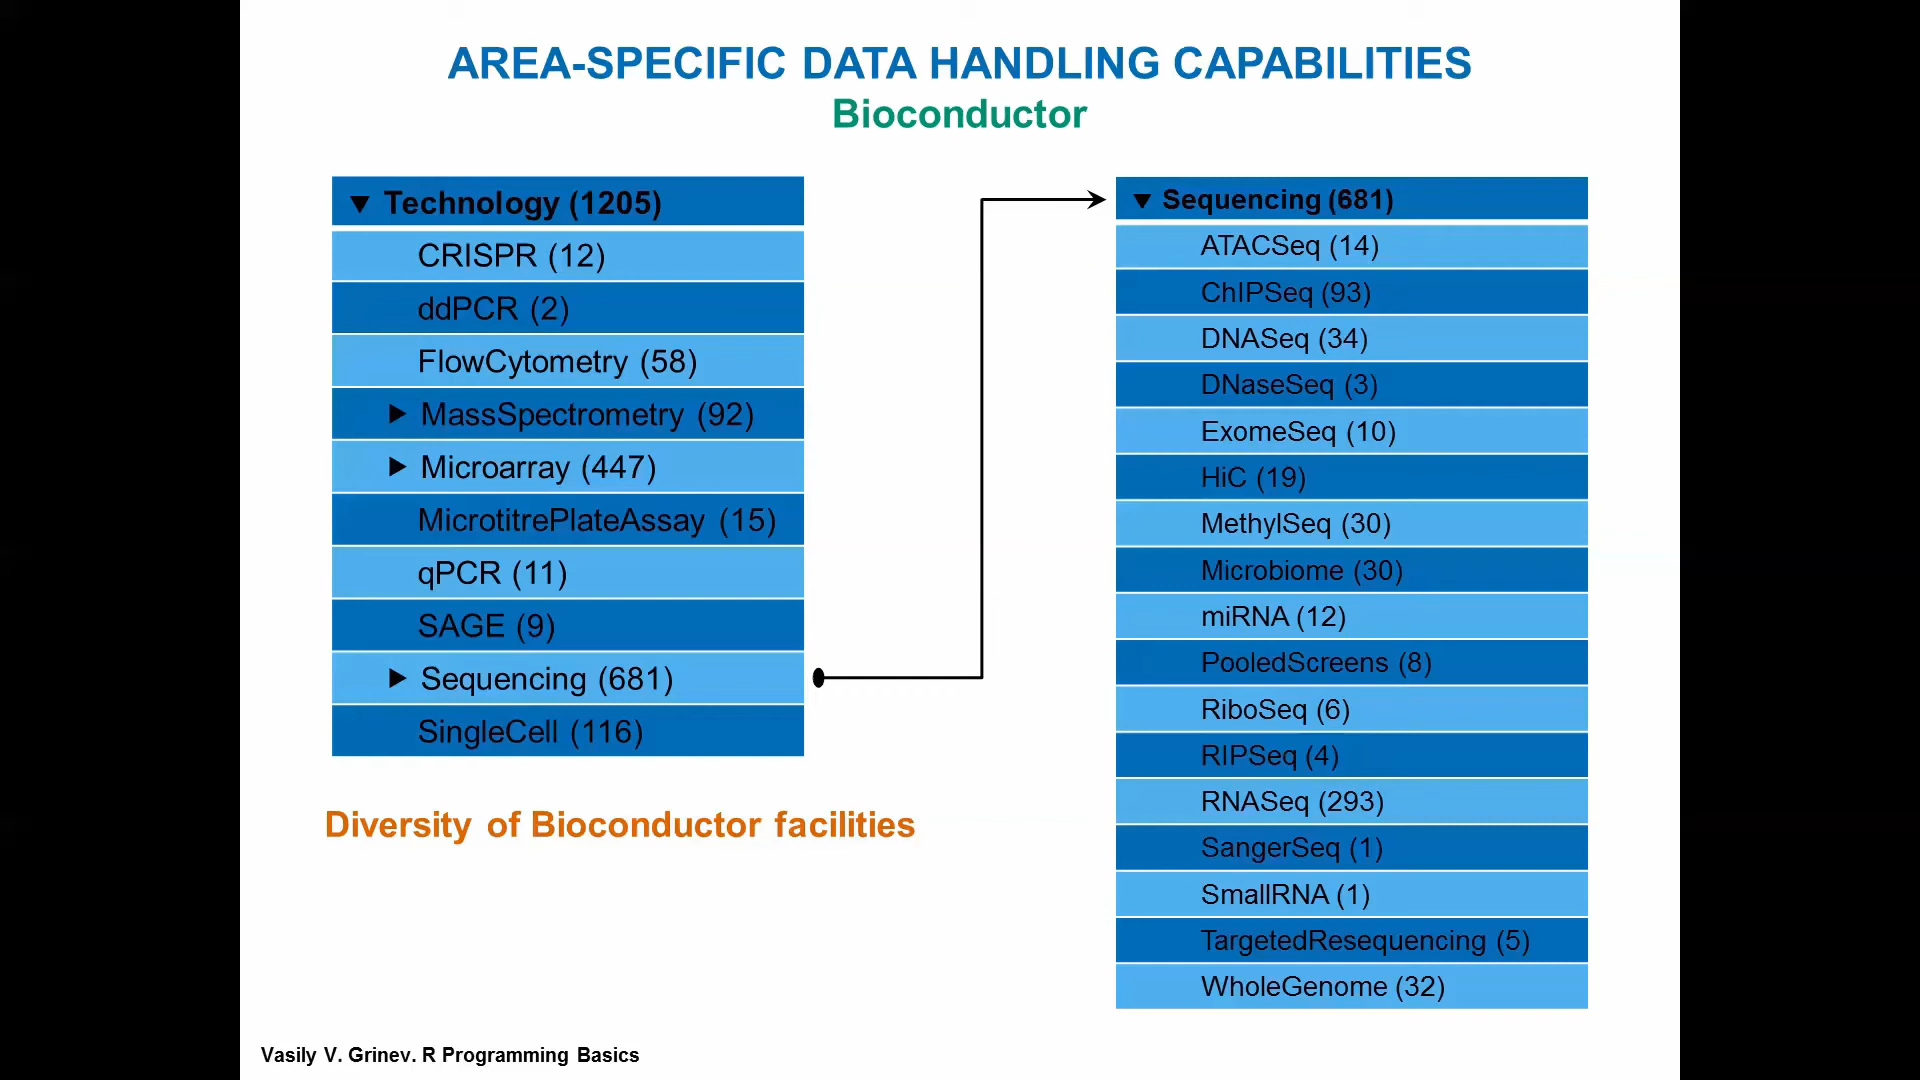 AREA-SPECIFIC DATA HANDLING CAPABILITIES
Bioconductor
▼ Technology (1205)
CRISPR (12)
ddPCR (2)
FlowCytometry (58)
► MassSpectrometry (92)
► Microarray (447)
MicrotitrePlateAssay (15)
qPCR (11)
SAGE (9)
► Sequencing (681)
SingleCell (116)
Diversity of Bioconductor facilities
▼ Sequencing (681)
ATACSeq (14)
ChIPSeq (93)
DNASeq (34)
DNaseSeq (3)
ExomeSeq (10)
HiC (19)
MethylSeq (30)
Microbiome (30)
miRNA (12)
PooledScreens (8)
RiboSeq (6)
RIPSeq (4)
RNASeq (293)
SangerSeq (1)
SmallRNA (1)
TargetedResequencing (5)
WholeGenome (32)
Vasily V. Grinev. R Programming Basics